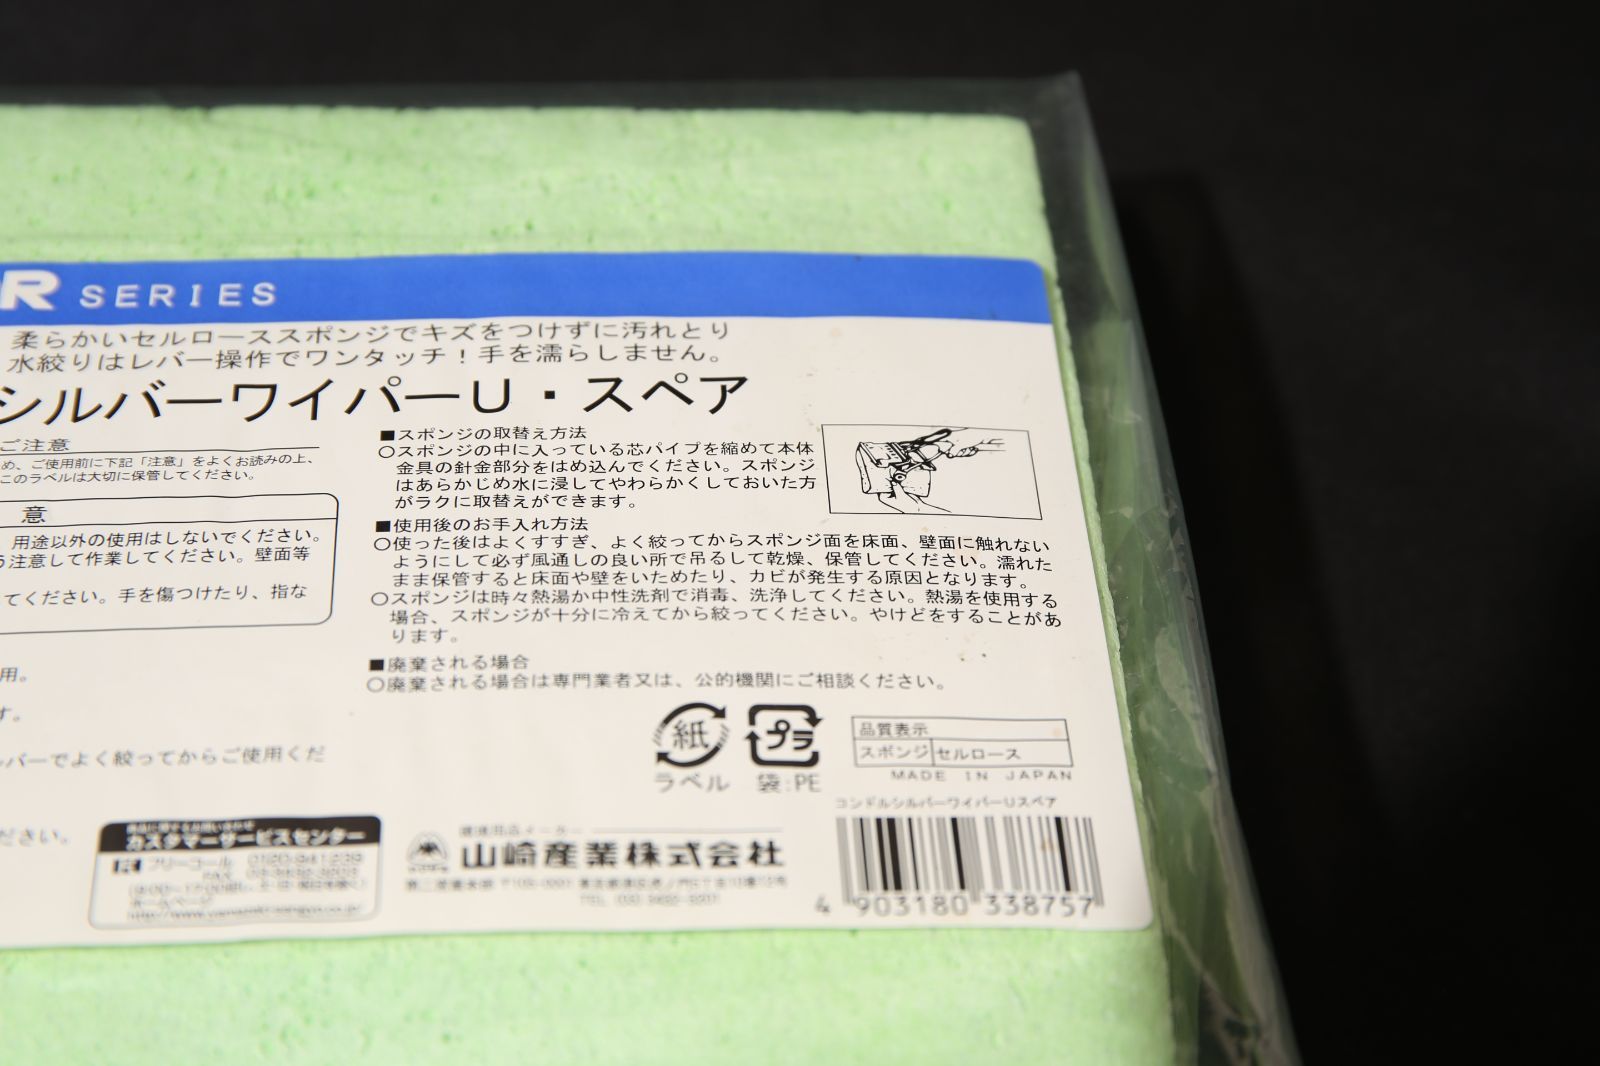 R SERIES
柔らかいセルローススポンジでキズをつけずに汚れとり
水絞りはレバー操作でワンタッチ!手を濡らしません。
シルバーワイパーU・スペア
ご注意
め、ご使用前に下記「注意」をよくお読みの上、
このラベルは大切に保管してください。
意
用途以外の使用はしないでください。
う注意して作業してください。壁面等
てください。手を傷つけたり、指な
用。
す。
バーでよく絞ってからご使用くだ
ださい。
■スポンジの取替え方法
○スポンジの中に入っている芯パイプを縮めて本体
金具の針金部分をはめ込んでください。スポンジ
はあらかじめ水に浸してやわらかくしておいた方
がラクに取替えができます。
■使用後のお手入れ方法
○使った後はよくすすぎ、よく絞ってからスポンジ面を床面、壁面に触れない
ようにして必ず風通しの良い所で吊るして乾燥、保管してください。濡れた
まま保管すると床面や壁をいためたり、カビが発生する原因となります。
○スポンジは時々熱湯か中性洗剤で消毒、洗浄してください。熱湯を使用する
場合、スポンジが十分に冷えてから絞ってください。やけどをすることがあ
ります。
■廃棄される場合
○廃棄される場合は専門業者又は、公的機関にご相談ください。
紙 プラ
ラベル 袋:PE
品質表示
スポンジ セルロース
MADE IN JAPAN
コンドルシルバーワイパーUスペア
4 903180 338757
商品に関するお問い合わせ
カスタマーサービスセンター
フリーコール
FAX
ホームページ
山崎産業株式会社